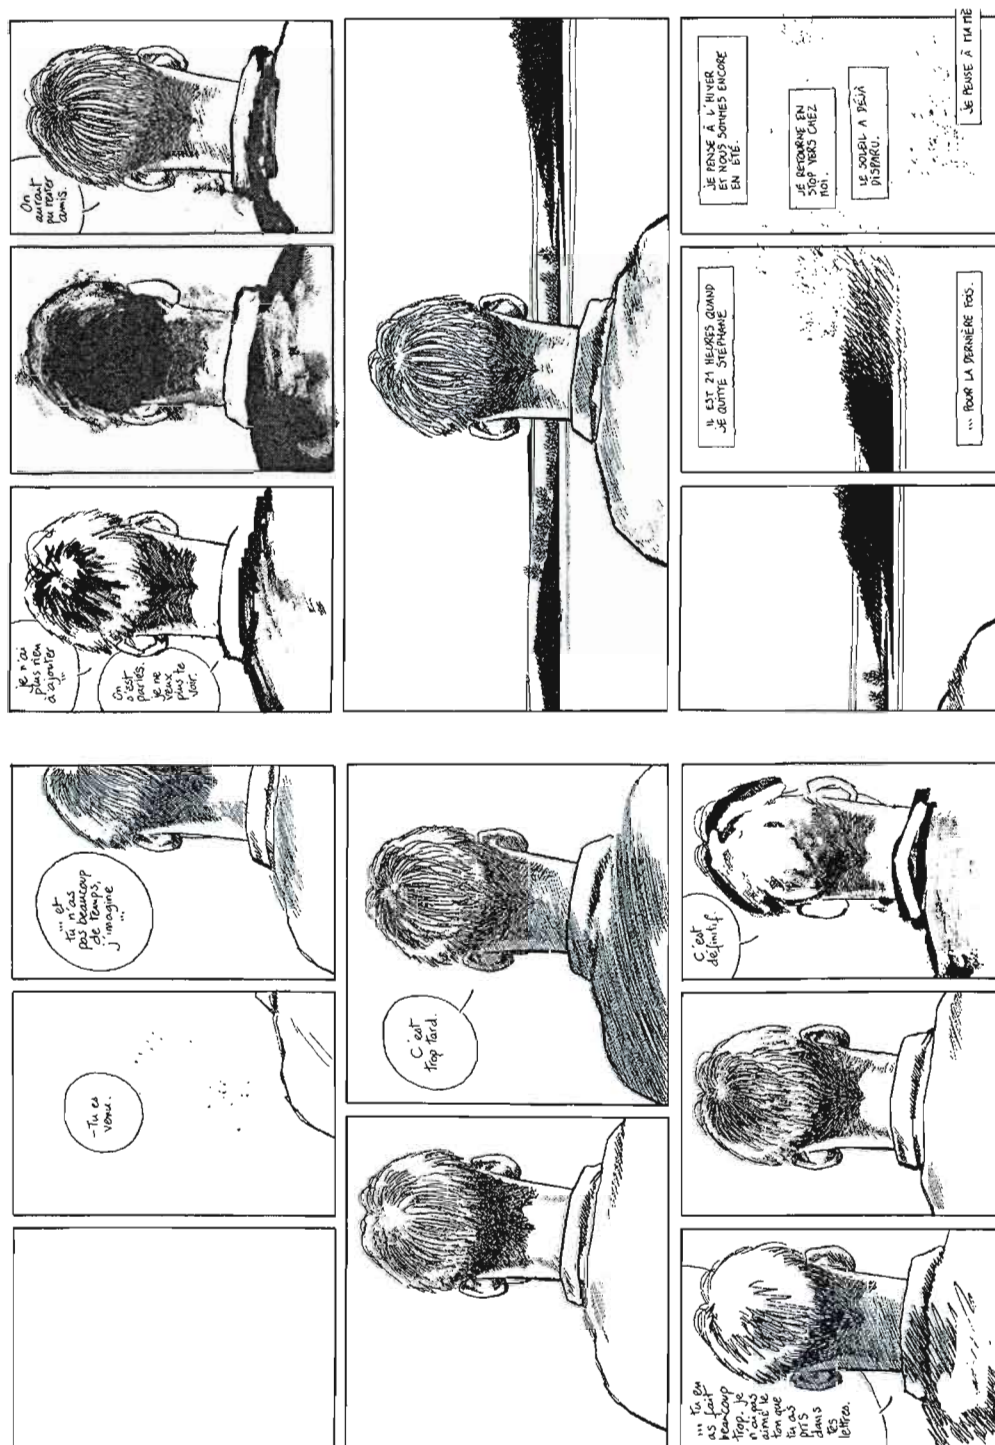 -Tu es
venu.
... et
tu n'as
pas beaucoup
de temps,
j'imagine
...
C'est
trop tard.
... tu en
as fait
beaucoup
trop. je
n'ai pas
aimé le
ton que
tu as
pris
dans
tes
lettres.
C'est
définitif.
je n'ai
plus rien
à ajouter
...
On
s'est
parlés.
je ne
veux
plus te
voir.
On
aurait
pu rester
amis.
IL EST 21 HEURES QUAND
JE QUITTE STÉPHANE
... POUR LA DERNIÈRE FOIS.
JE PENSE À L'HIVER
ET NOUS SOMMES ENCORE
EN ÉTÉ.
JE RETOURNE EN
STOP VERS CHEZ
MOI.
LE SOLEIL A DÉJÀ
DISPARU.
JE PENSE À MA MÈ